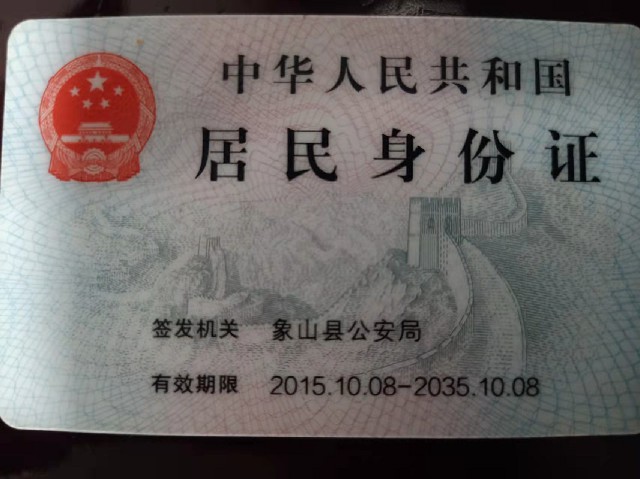 中华人民共和国
居民身份证
签发机关 象山县公安局
有效期限 2015.10.08-2035.10.08